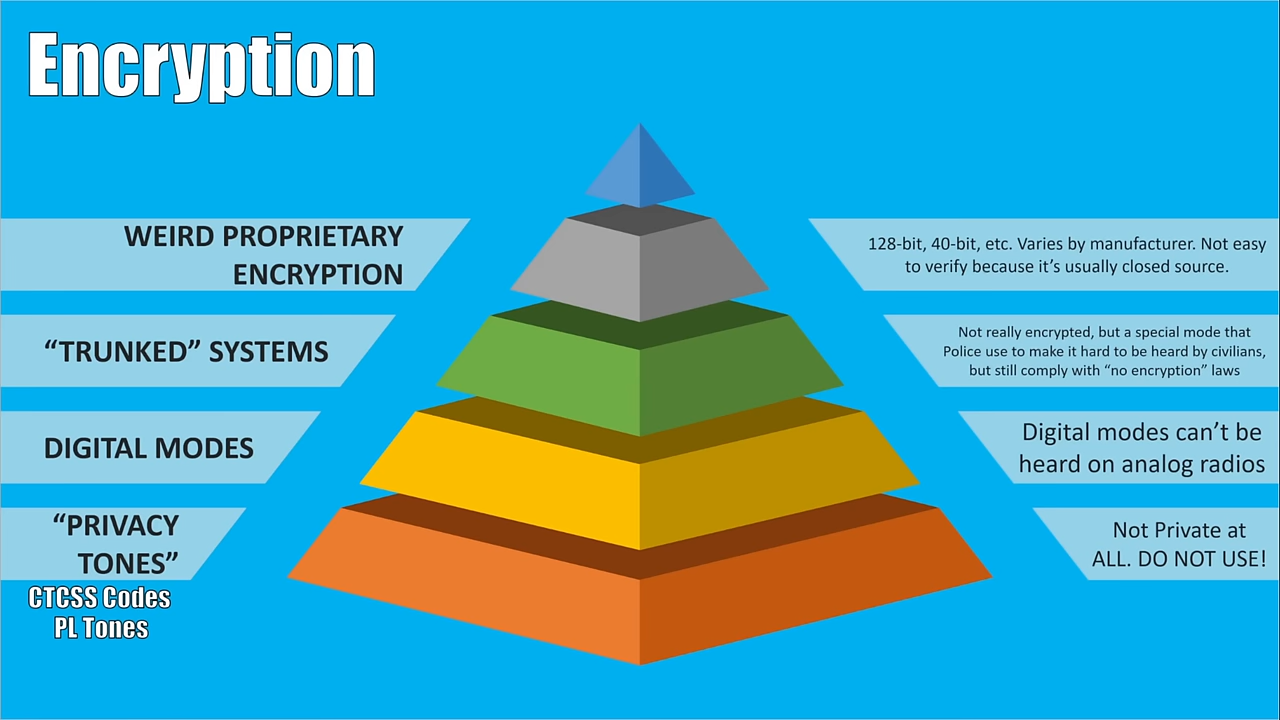 Encryption
WEIRD PROPRIETARY
ENCRYPTION
128-bit, 40-bit, etc. Varies by manufacturer. Not easy
to verify because it’s usually closed source.
“TRUNKED” SYSTEMS
Not really encrypted, but a special mode that
Police use to make it hard to be heard by civilians,
but still comply with “no encryption” laws
DIGITAL MODES
Digital modes can’t be
heard on analog radios
“PRIVACY
TONES”
Not Private at
ALL. DO NOT USE!
CTCSS Codes
PL Tones